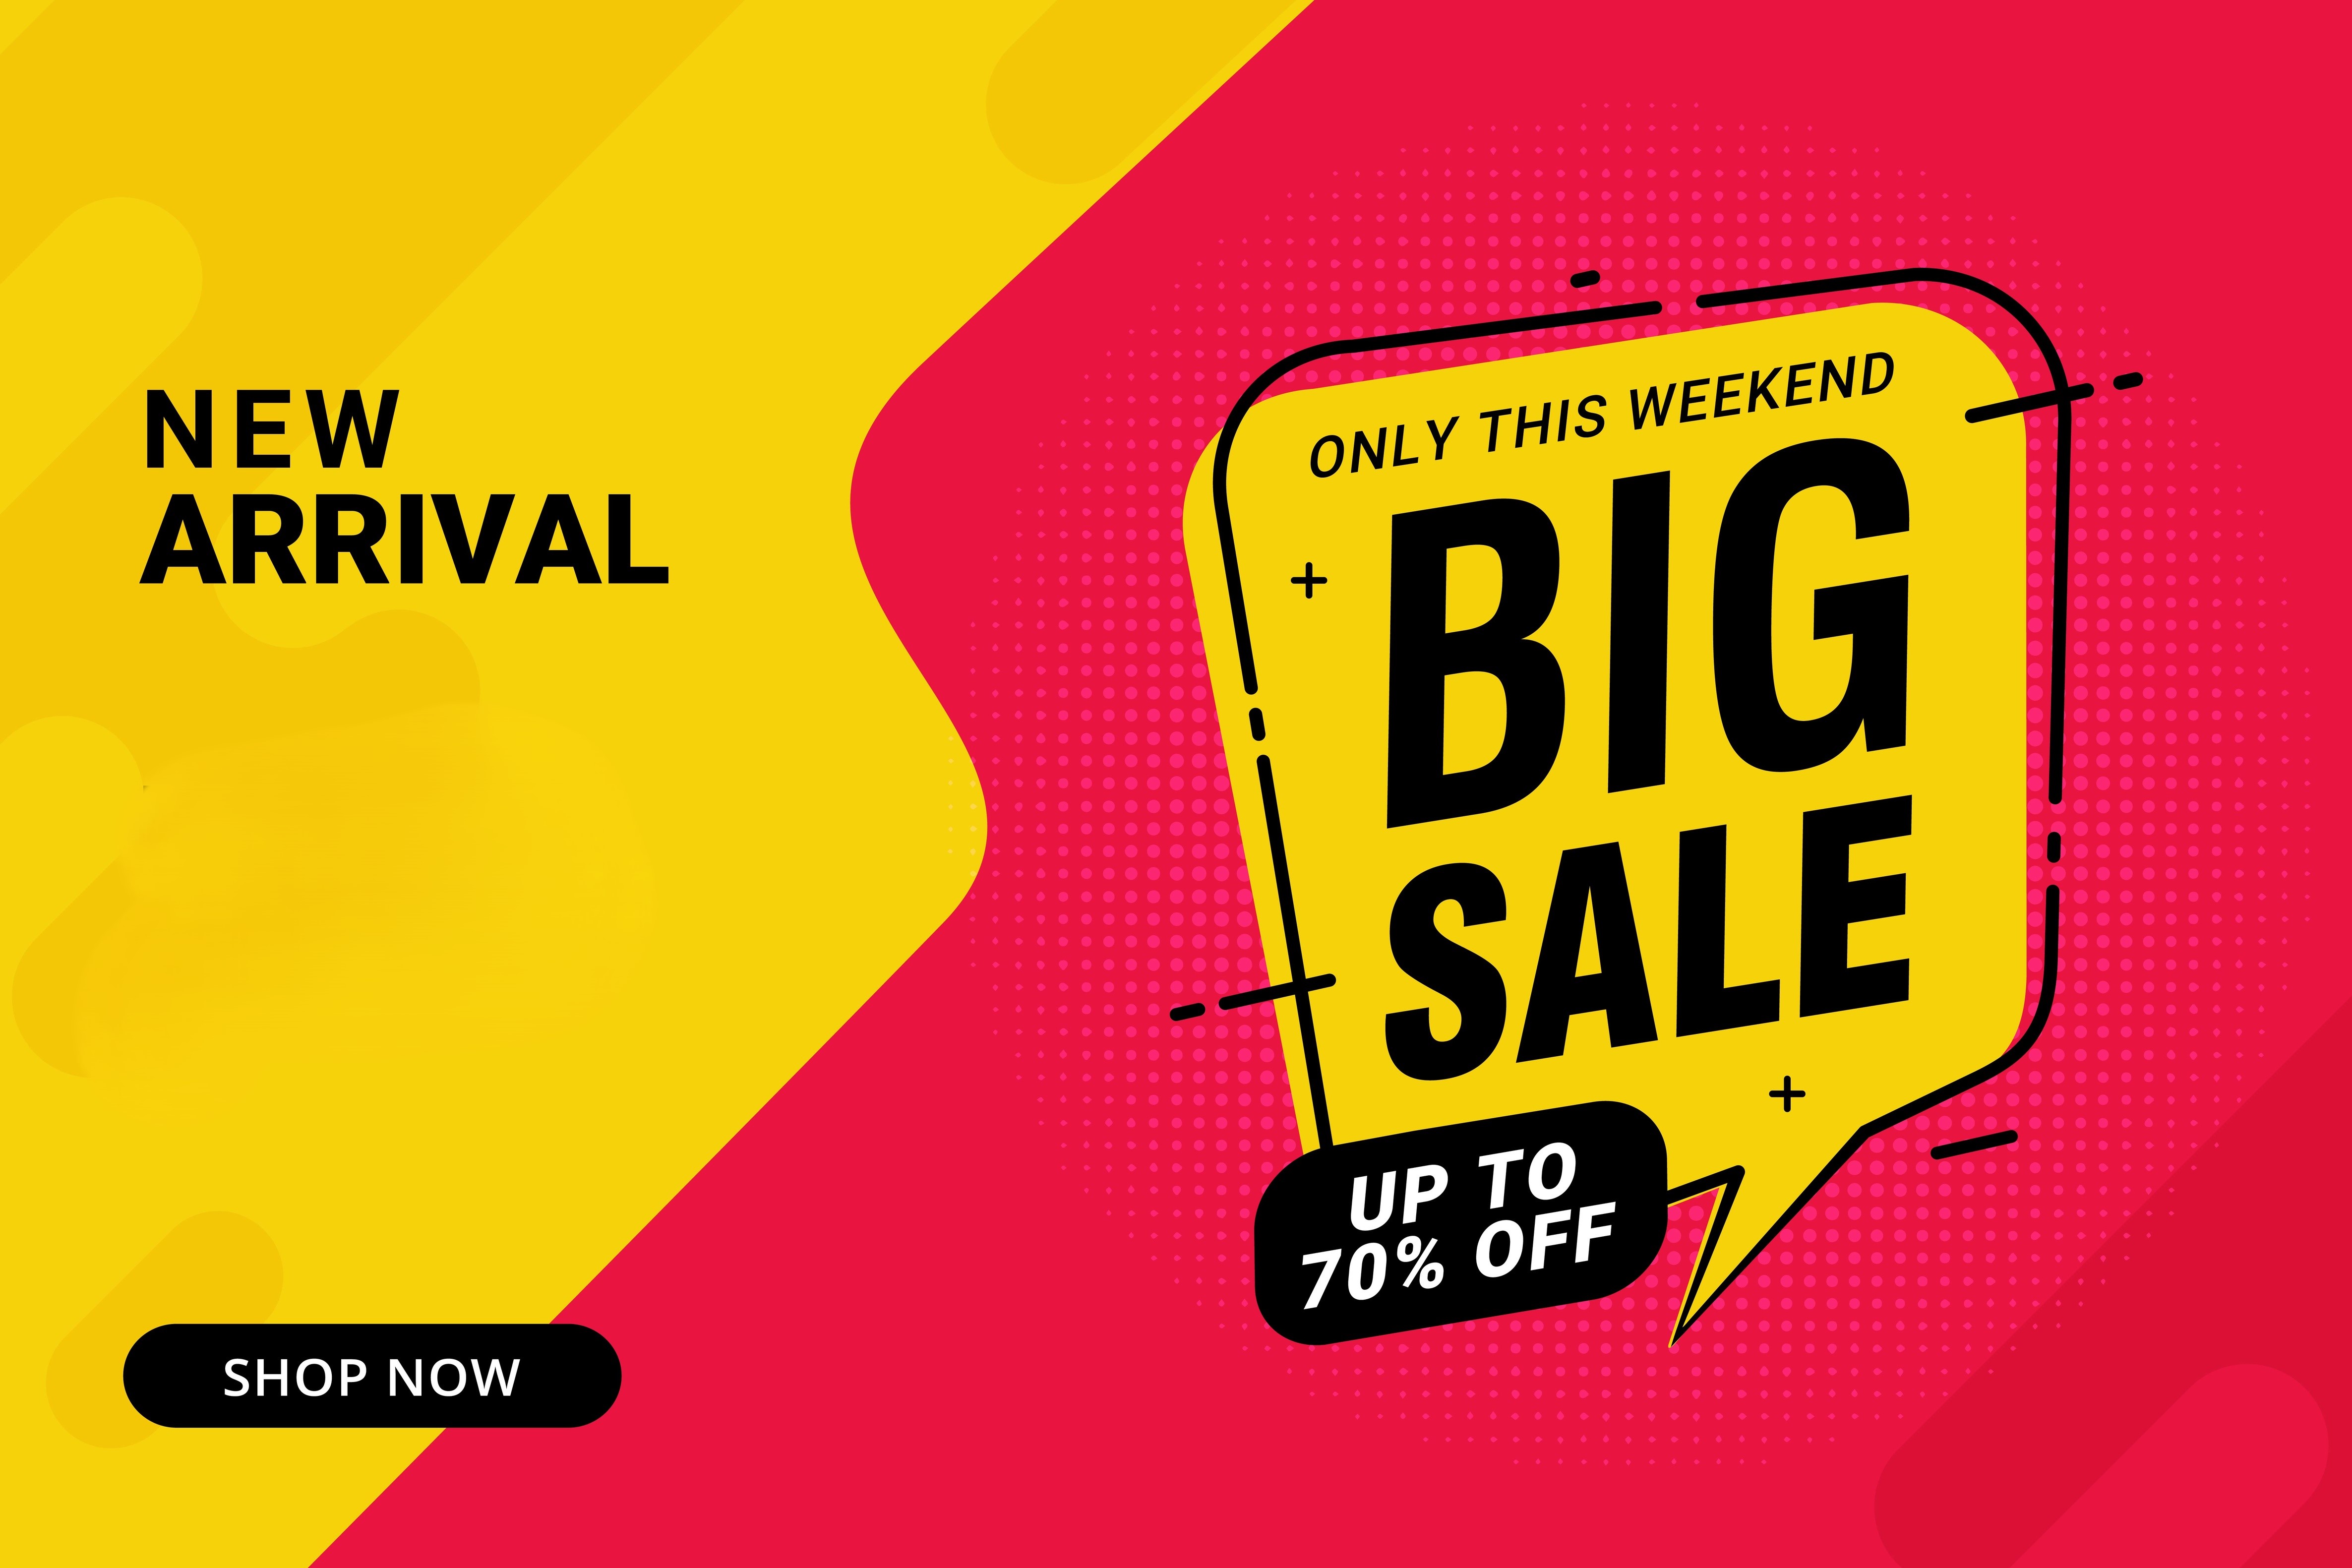 NEW
ARRIVAL
SHOP NOW
ONLY THIS WEEKEND
BIG
SALE
UP TO
70% OFF